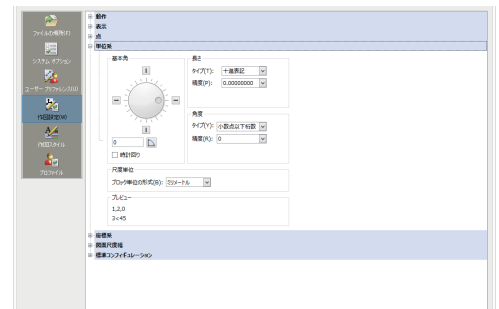 ファイルの場所(F)
システム オプション
ユーザー プリファレンス(U)
作図設定(W)
作図スタイル
プロファイル
動作
表示
点
単位系
基本角
0
時計回り
長さ
タイプ(T): 十進表記
精度(P): 0.00000000
角度
タイプ(Y): 小数点以下桁数
精度(R): 0
尺度単位
ブロック単位の形式(B): ミリメートル
プレビュー
1,2,0
3<45
座標系
図面尺度幅
標準コンフィギュレーション